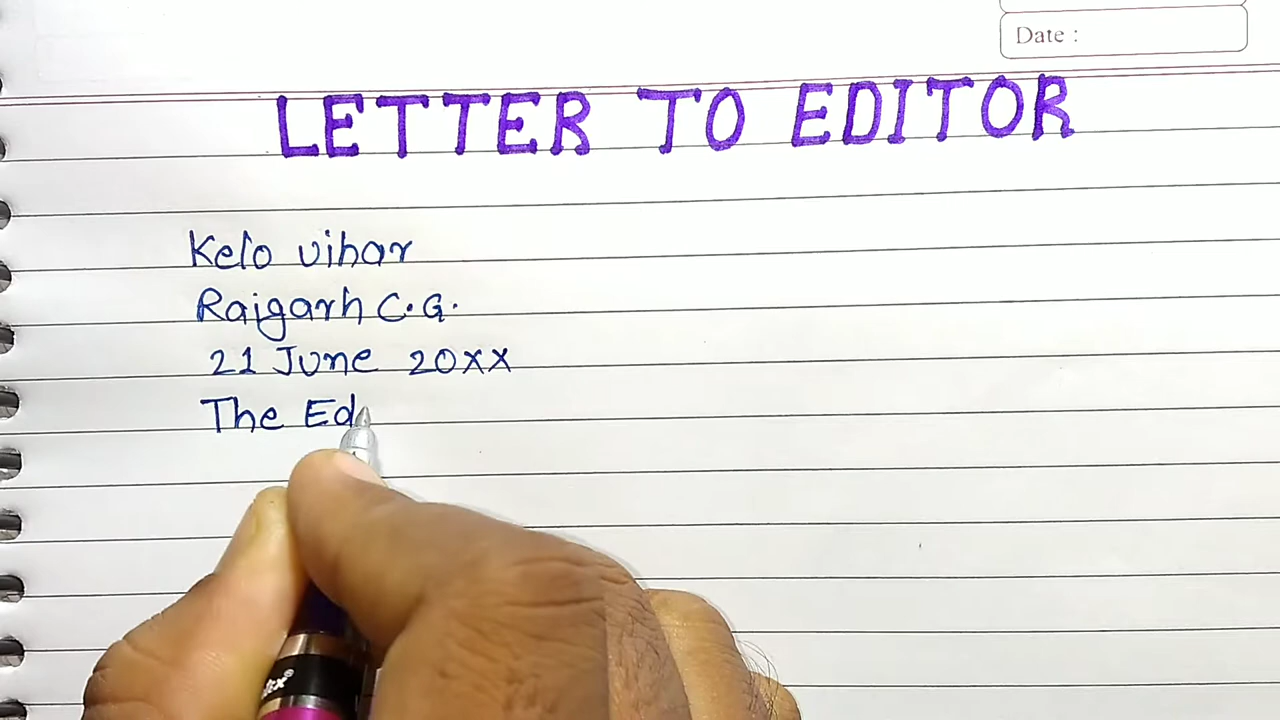 Date :
LETTER TO EDITOR
Kelo vihar
Raigarh C.G.
21 June 20xx
The Ed